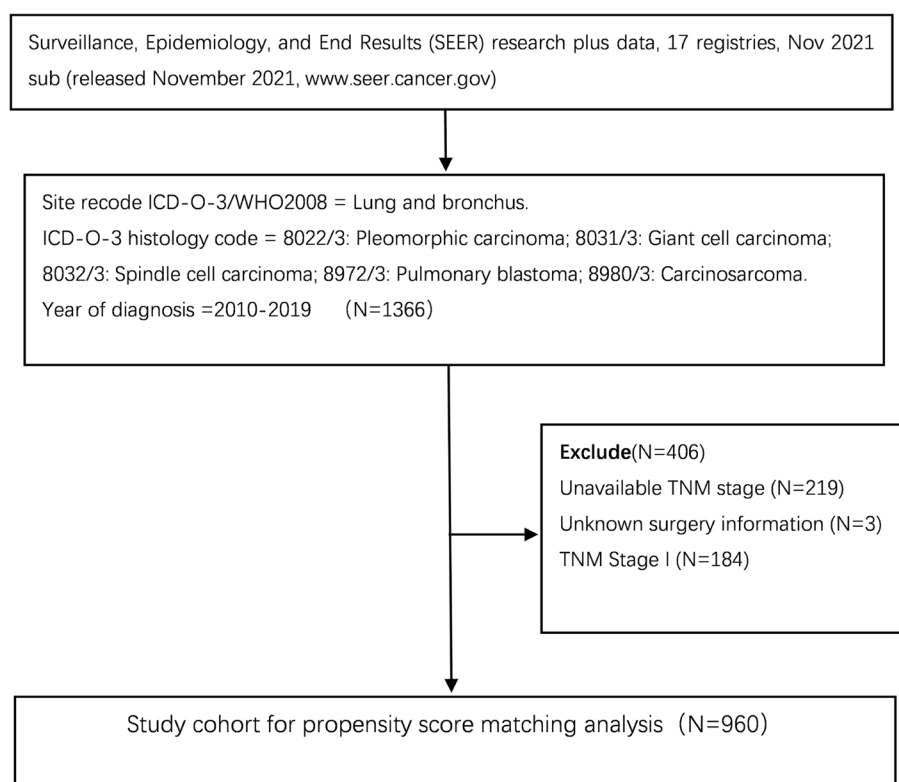 Surveillance, Epidemiology, and End Results (SEER) research plus data, 17 registries, Nov 2021
sub (released November 2021, www.seer.cancer.gov)
Site recode ICD-O-3/WHO2008 = Lung and bronchus.
ICD-O-3 histology code = 8022/3: Pleomorphic carcinoma; 8031/3: Giant cell carcinoma;
8032/3: Spindle cell carcinoma; 8972/3: Pulmonary blastoma; 8980/3: Carcinosarcoma.
Year of diagnosis =2010-2019 （N=1366）
Exclude(N=406)
Unavailable TNM stage (N=219)
Unknown surgery information (N=3)
TNM Stage I (N=184)
Study cohort for propensity score matching analysis（N=960）